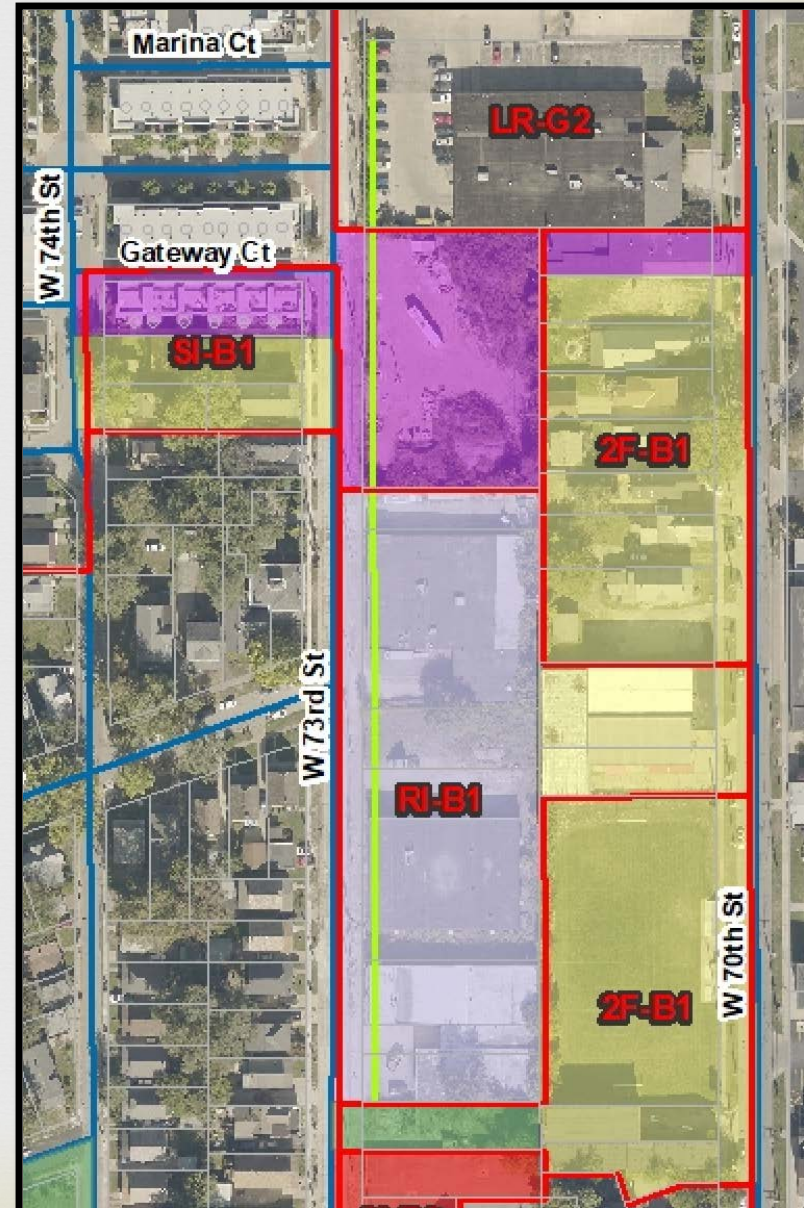 Marina Ct
LR-G2
W 74th St
Gateway Ct
SI-B1
2F-B1
W 73rd St
RI-B1
W 70th St
2F-B1